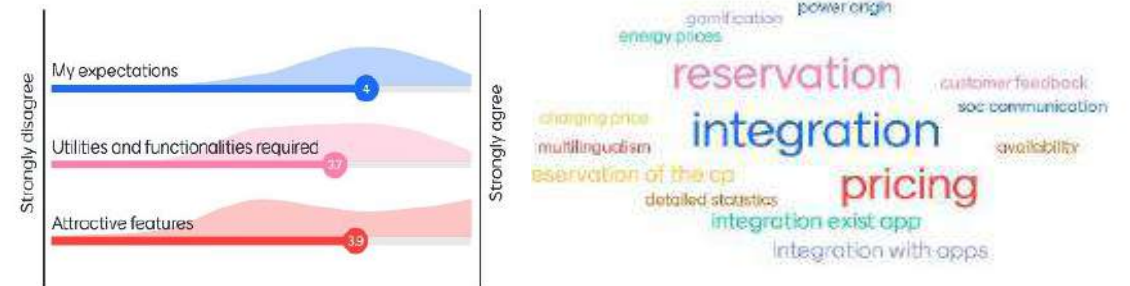 Strongly disagree
My expectations
4
Utilities and functionalities required
3.7
Attractive features
3.9
Strongly agree
power origin
gamification
energy prices
reservation
customer feedback
soc communication
charging price
integration
multilingualism
availability
eservation of the cp
pricing
detailed statistics
integration exist app
integration with apps